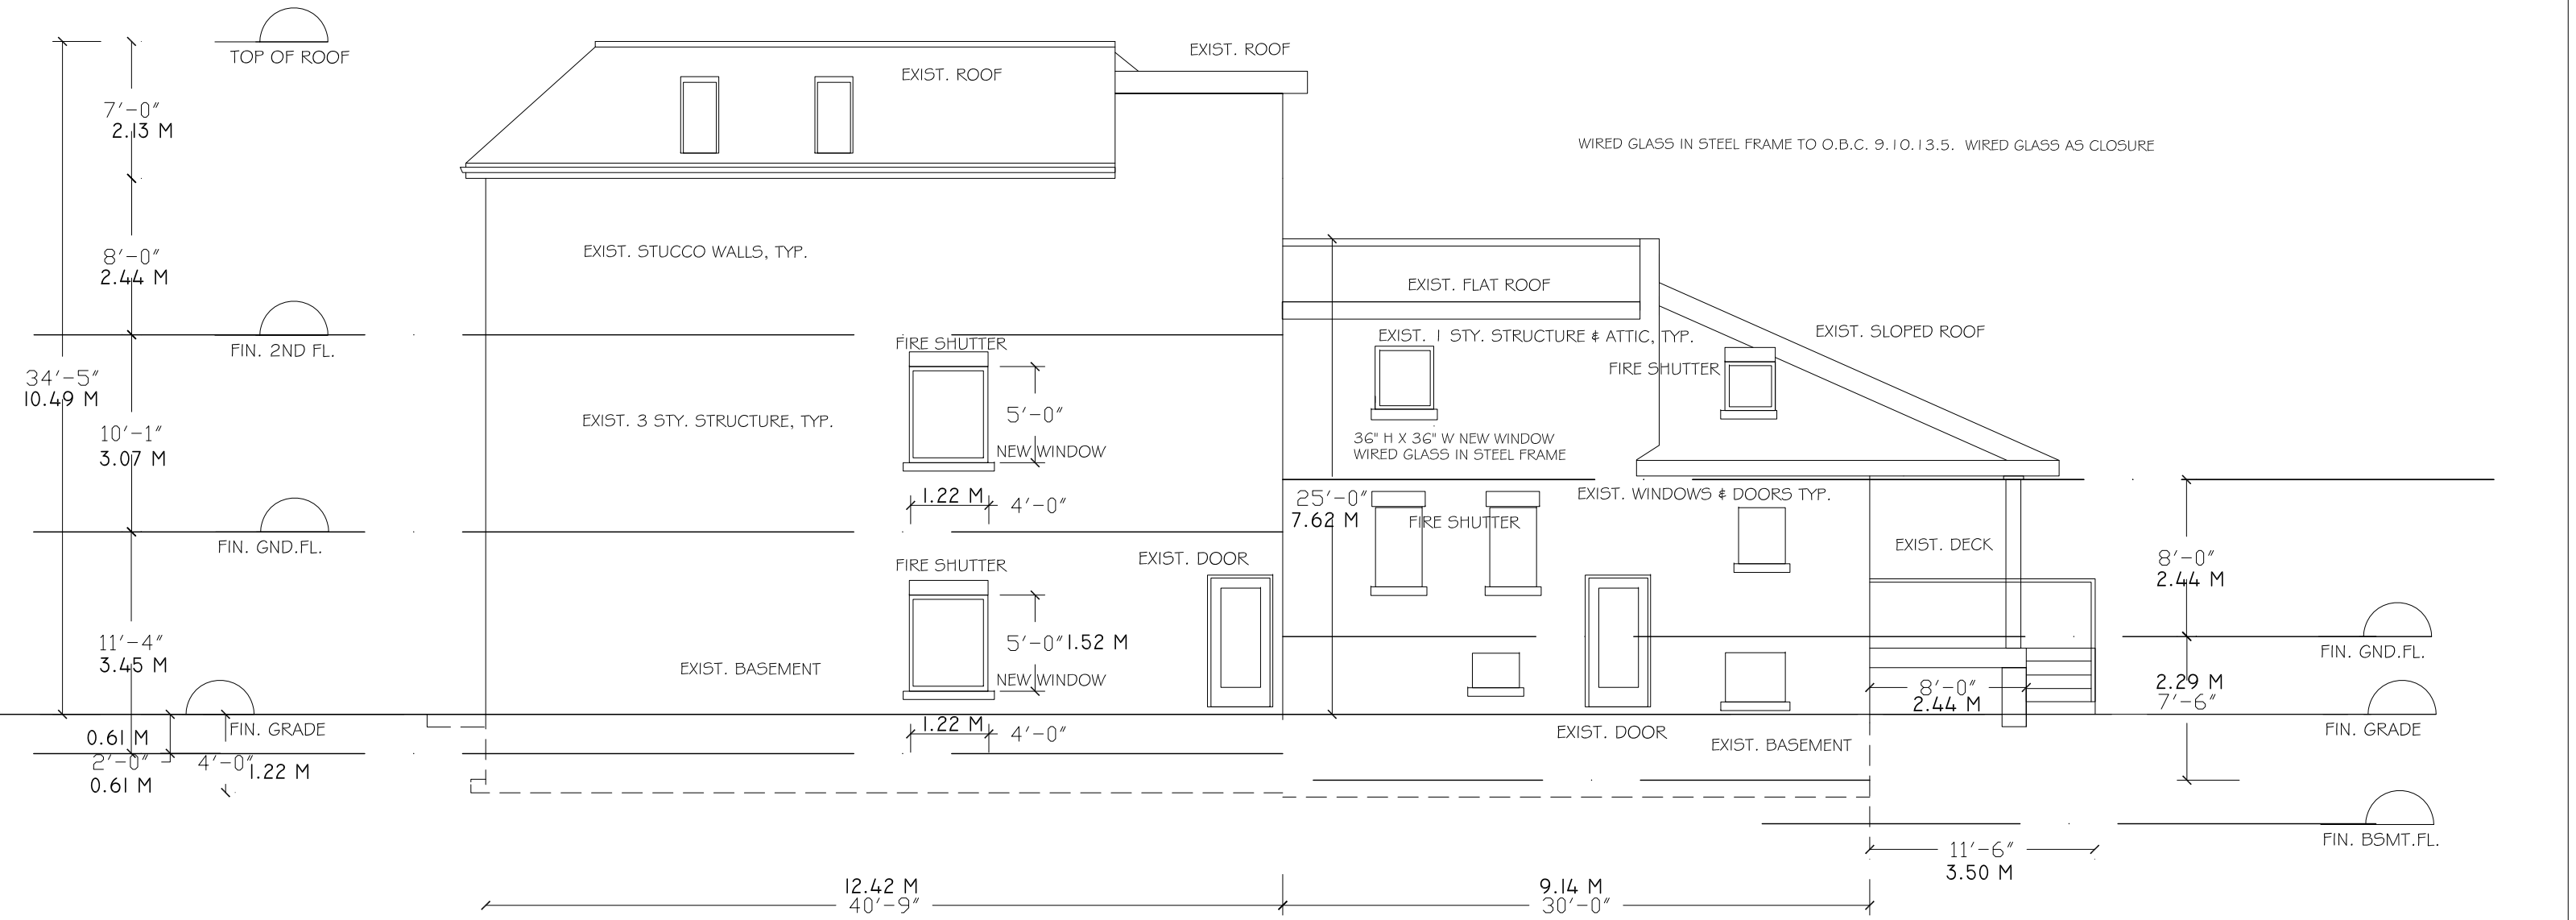 TOP OF ROOF
EXIST. ROOF
EXIST. ROOF
7'-0"
2.13 M
WIRED GLASS IN STEEL FRAME TO O.B.C. 9.10.13.5.  WIRED GLASS AS CLOSURE
8'-0"
2.44 M
EXIST. STUCCO WALLS, TYP.
EXIST. FLAT ROOF
FIN. 2ND FL.
FIRE SHUTTER
EXIST. 1 STY. STRUCTURE & ATTIC, TYP.
EXIST. SLOPED ROOF
34'-5"
10.49 M
FIRE SHUTTER
5'-0"
10'-1"
3.07 M
EXIST. 3 STY. STRUCTURE, TYP.
NEW WINDOW
36" H X 36" W NEW WINDOW
WIRED GLASS IN STEEL FRAME
1.22 M
4'-0"
25'-0"
7.62 M
EXIST. WINDOWS & DOORS TYP.
FIRE SHUTTER
FIN. GND.FL.
EXIST. DECK
FIRE SHUTTER
EXIST. DOOR
8'-0"
2.44 M
11'-4"
3.45 M
5'-0" 1.52 M
EXIST. BASEMENT
NEW WINDOW
FIN. GND.FL.
2.29 M
7'-6"
8'-0"
2.44 M
FIN. GRADE
1.22 M
4'-0"
EXIST. DOOR
EXIST. BASEMENT
FIN. GRADE
0.61 M
2'-0"
0.61 M
4'-0"
1.22 M
FIN. BSMT.FL.
11'-6"
3.50 M
12.42 M
40'-9"
9.14 M
30'-0"